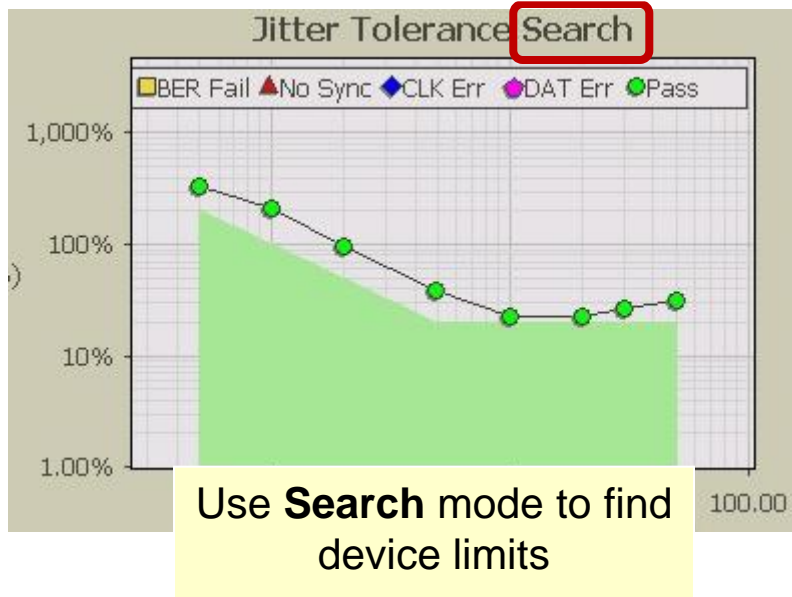 Jitter Tolerance Search
BER Fail No Sync CLK Err DAT Err Pass
1,000%
100%
)
10%
1.00%
100.00
Use Search mode to find
device limits